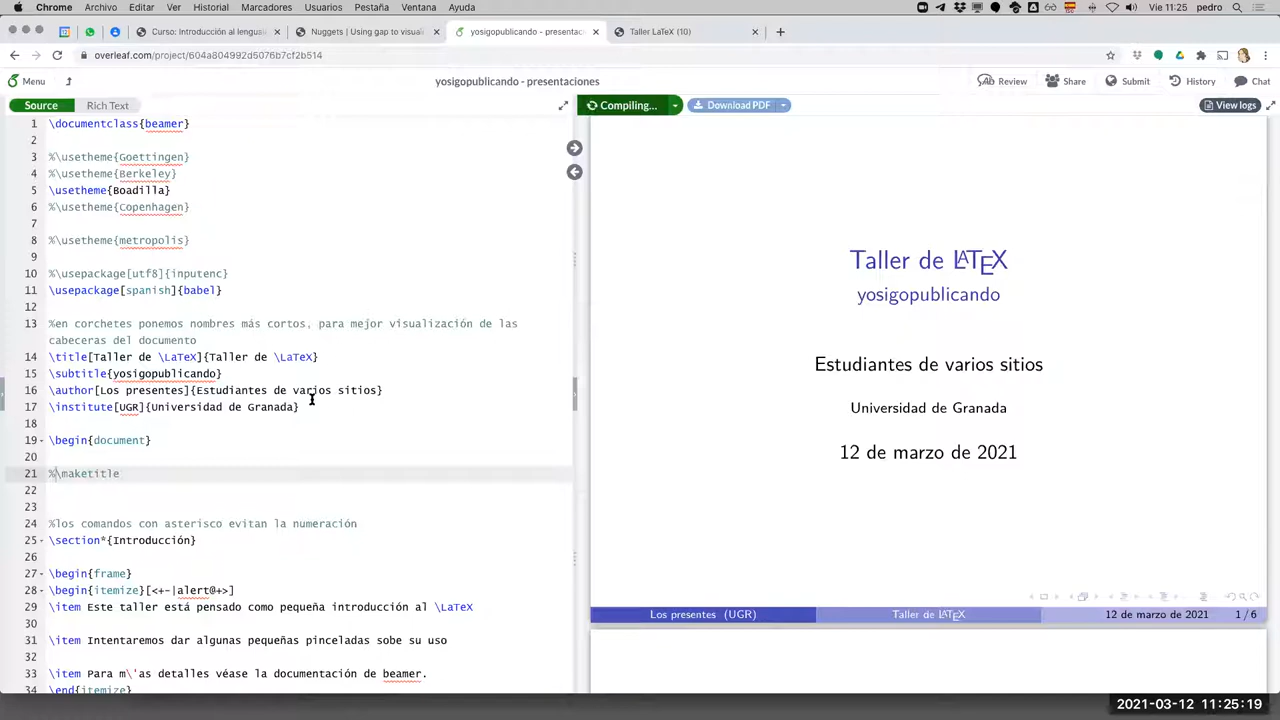 Chrome Archivo Editar Ver Historial Marcadores Usuarios Pestaña Ventana Ayuda Vie 11:25 pedro
Curso: Introducción al lengua × Nuggets | Using gap to visual × yosigopublicando - presentac × Taller LaTeX (10) × +
overleaf.com/project/604a804992d5076b7cf2b514
Menu yosigopublicando - presentaciones Review Share Submit History Chat
Source Rich Text Compiling... Download PDF View logs
1 \documentclass{beamer}
2
3 %\usetheme{Goettingen}
4 %\usetheme{Berkeley}
5 \usetheme{Boadilla}
6 %\usetheme{Copenhagen}
7
8 %\usetheme{metropolis}
9
10 %\usepackage[utf8]{inputenc}
11 \usepackage[spanish]{babel}
12
13 %en corchetes ponemos nombres más cortos, para mejor visualización de las
cabeceras del documento
14 \title[Taller de \LaTeX]{Taller de \LaTeX}
15 \subtitle{yosigopublicando}
16 \author[Los presentes]{Estudiantes de varios sitios}
17 \institute[UGR]{Universidad de Granada}
18
19 \begin{document}
20
21 %\maketitle
22
23
24 %los comandos con asterisco evitan la numeración
25 \section*{Introducción}
26
27 \begin{frame}
28 \begin{itemize}[<+-|alert@+>]
29 \item Este taller está pensado como pequeña introducción al \LaTeX
30
31 \item Intentaremos dar algunas pequeñas pinceladas sobe su uso
32
33 \item Para m\'as detalles véase la documentación de beamer.
34 \end{itemize}
Taller de LATEX
yosigopublicando
Estudiantes de varios sitios
Universidad de Granada
12 de marzo de 2021
Los presentes (UGR) Taller de LATEX 12 de marzo de 2021 1 / 6
2021-03-12 11:25:19